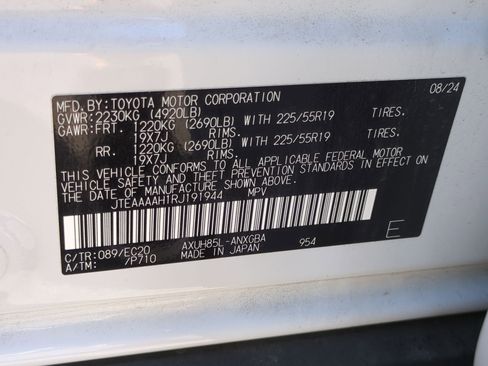 MFD.BY:TOYOTA MOTOR CORPORATION 08/24
GVWR:2230KG (4920LB)
GAWR:FRT. 1220KG (2690LB) WITH 225/55R19 TIRES.
19X7J RIMS.
RR. 1220KG (2690LB) WITH 225/55R19 TIRES.
19X7J RIMS.
THIS VEHICLE CONFORMS TO ALL APPLICABLE FEDERAL MOTOR
VEHICLE SAFETY AND THEFT PREVENTION STANDARDS IN EFFECT ON
THE DATE OF MANUFACTURE SHOWN ABOVE.
JTEAAAAH1RJ191944 MPV
C/TR:089/EC20 AXUH85L-ANXGBA 954 E
A/TM: /P710 MADE IN JAPAN